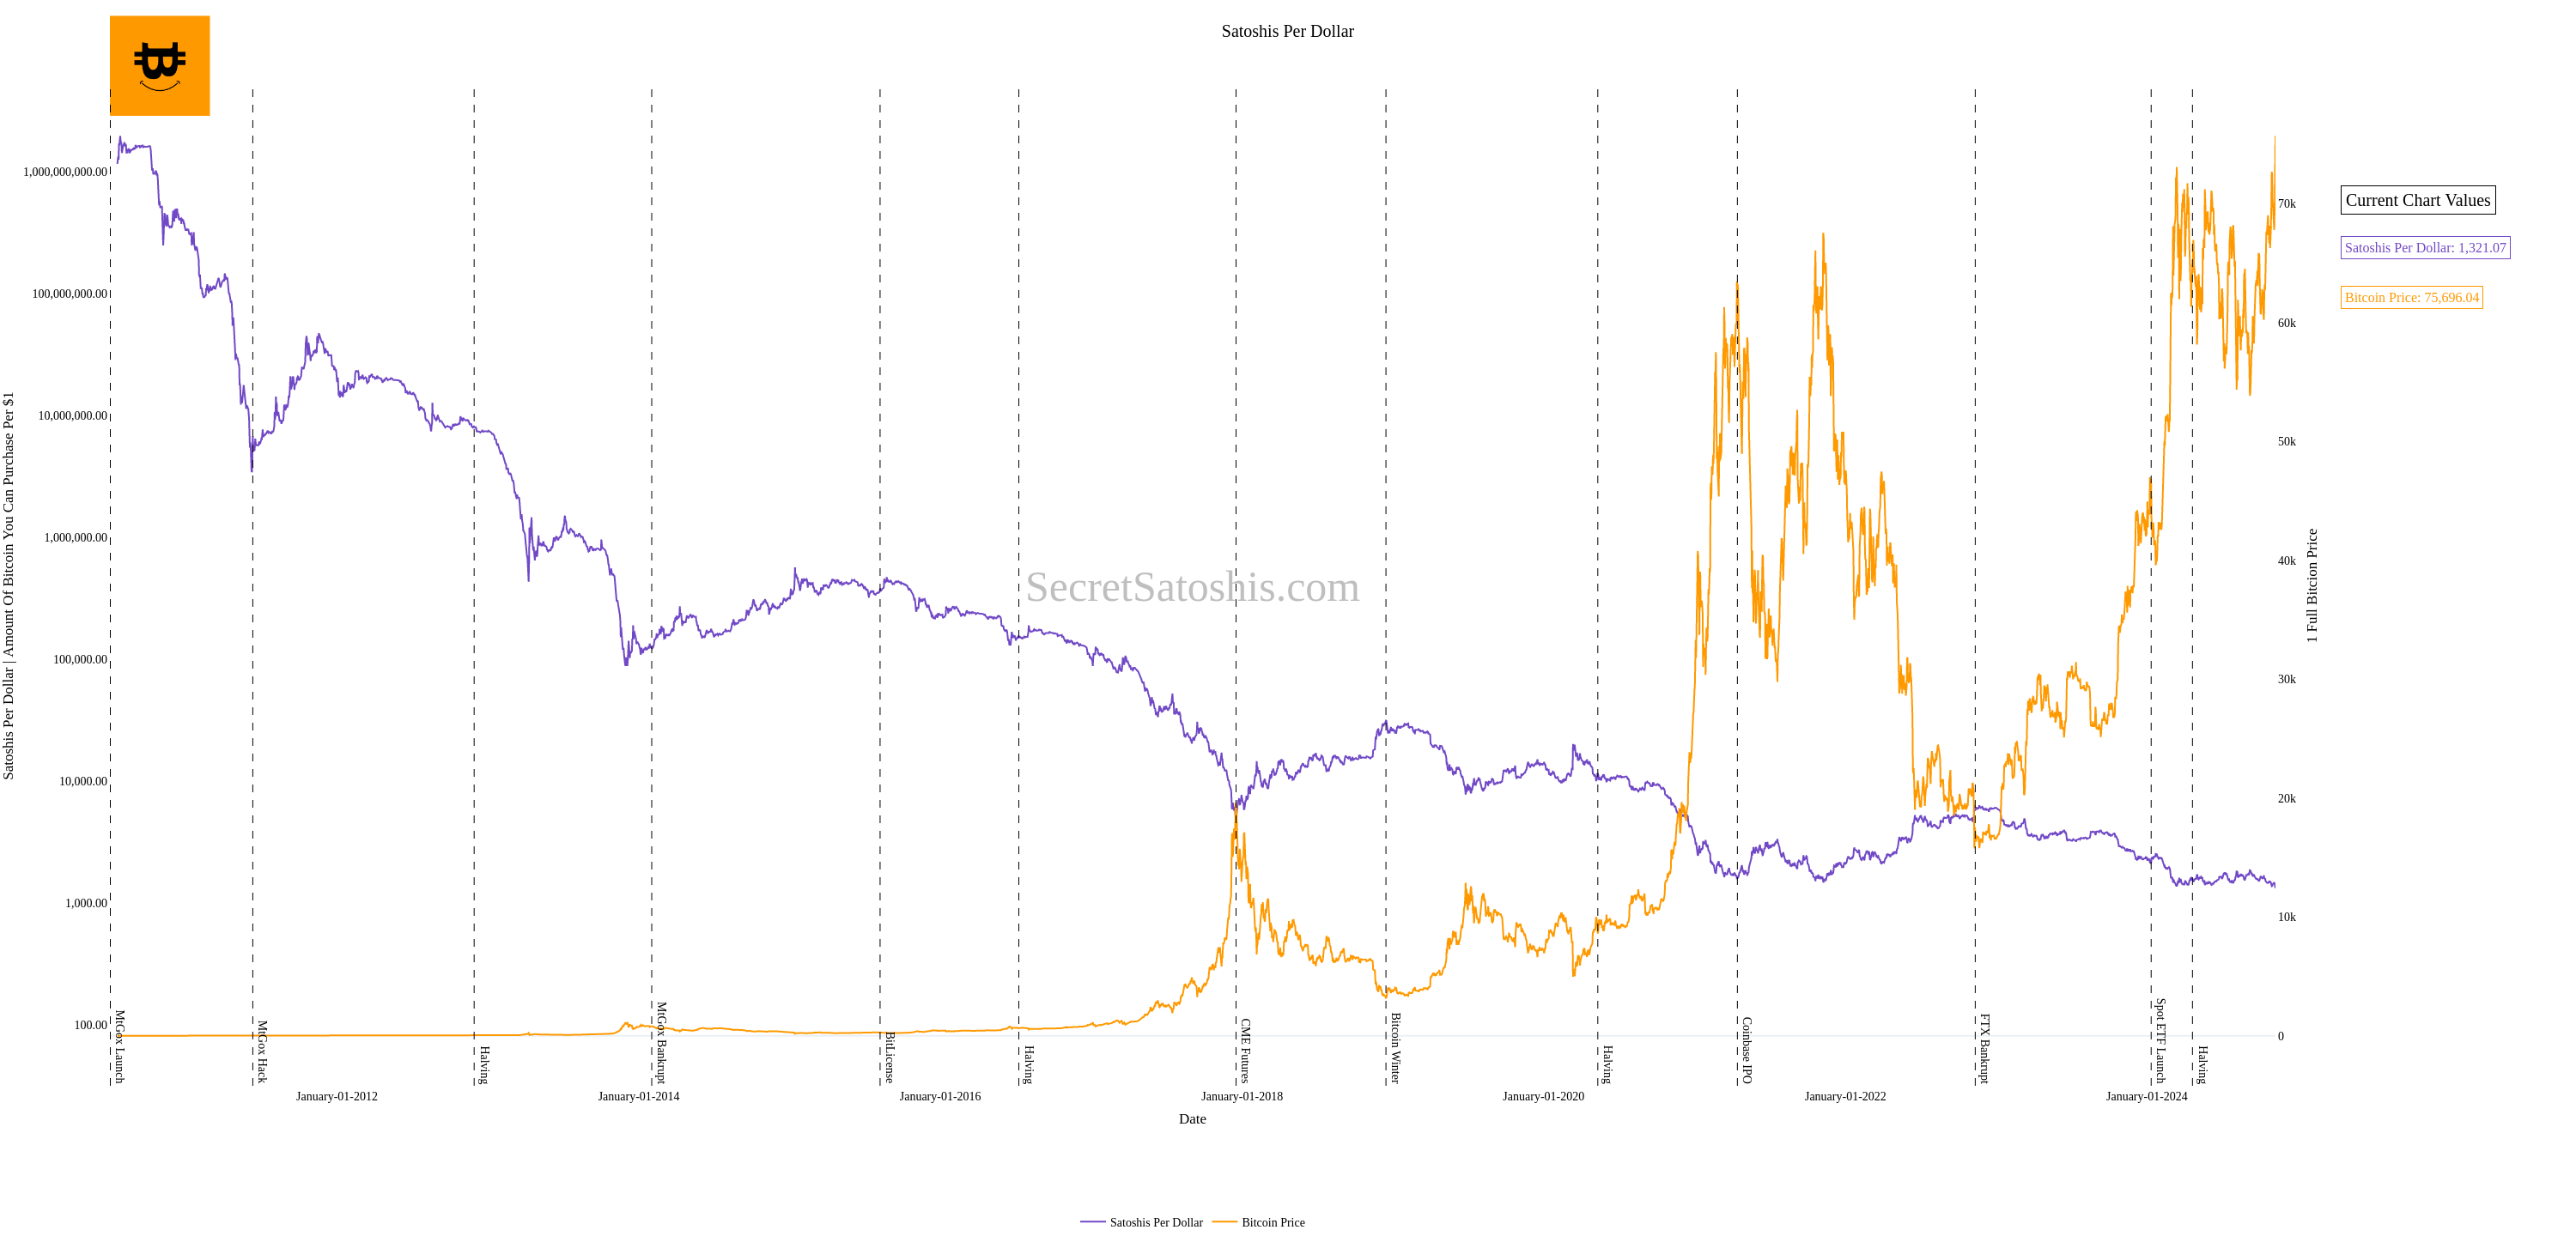 Satoshis Per Dollar
1,000,000,000.00
100,000,000.00
10,000,000.00
1,000,000.00
100,000.00
10,000.00
1,000.00
100.00
Satoshis Per Dollar | Amount Of Bitcoin You Can Purchase Per $1
SecretSatoshis.com
70k
60k
50k
40k
30k
20k
10k
0
1 Full Bitcion Price
Current Chart Values
Satoshis Per Dollar: 1,321.07
Bitcoin Price: 75,696.04
MtGox Launch
MtGox Hack
Halving
MtGox Bankrupt
BitLicense
Halving
CME Futures
Bitcoin Winter
Halving
Coinbase IPO
FTX Bankrupt
Spot ETF Launch
Halving
January-01-2012
January-01-2014
January-01-2016
January-01-2018
January-01-2020
January-01-2022
January-01-2024
Date
Satoshis Per Dollar
Bitcoin Price